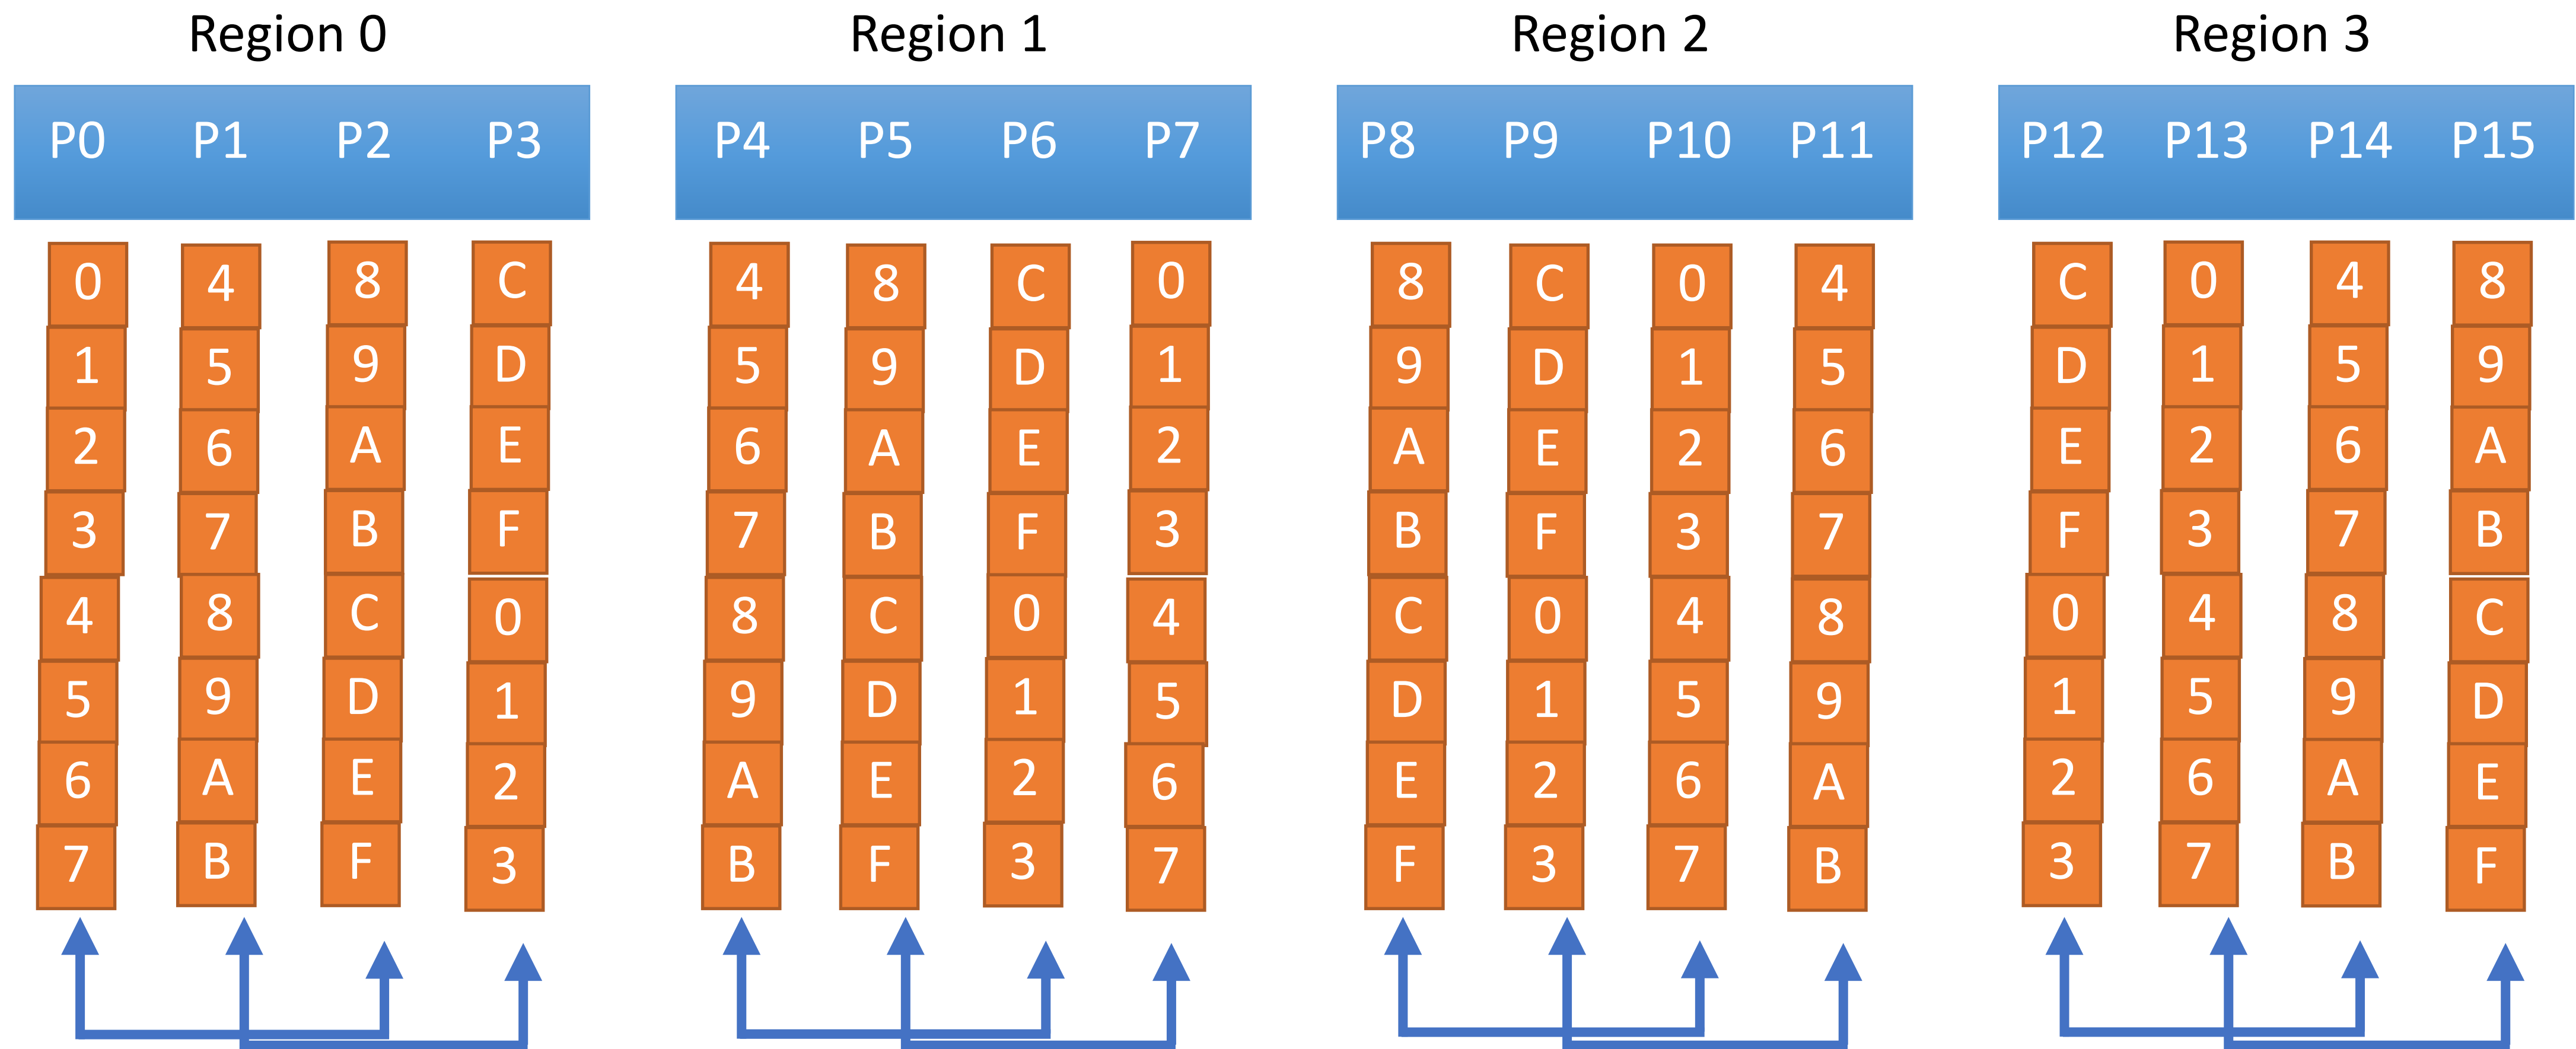 Region 0 Region 1 Region 2 Region 3
P0 P1 P2 P3 P4 P5 P6 P7 P8 P9 P10 P11 P12 P13 P14 P15
0 4 8 C 4 8 C 0 8 C 0 4 C 0 4 8
1 5 9 D 5 9 D 1 9 D 1 5 D 1 5 9
2 6 A E 6 A E 2 A E 2 6 E 2 6 A
3 7 B F 7 B F 3 B F 3 7 F 3 7 B
4 8 C 0 8 C 0 4 C 0 4 8 0 4 8 C
5 9 D 1 9 D 1 5 D 1 5 9 1 5 9 D
6 A E 2 A E 2 6 E 2 6 A 2 6 A E
7 B F 3 B F 3 7 F 3 7 B 3 7 B F